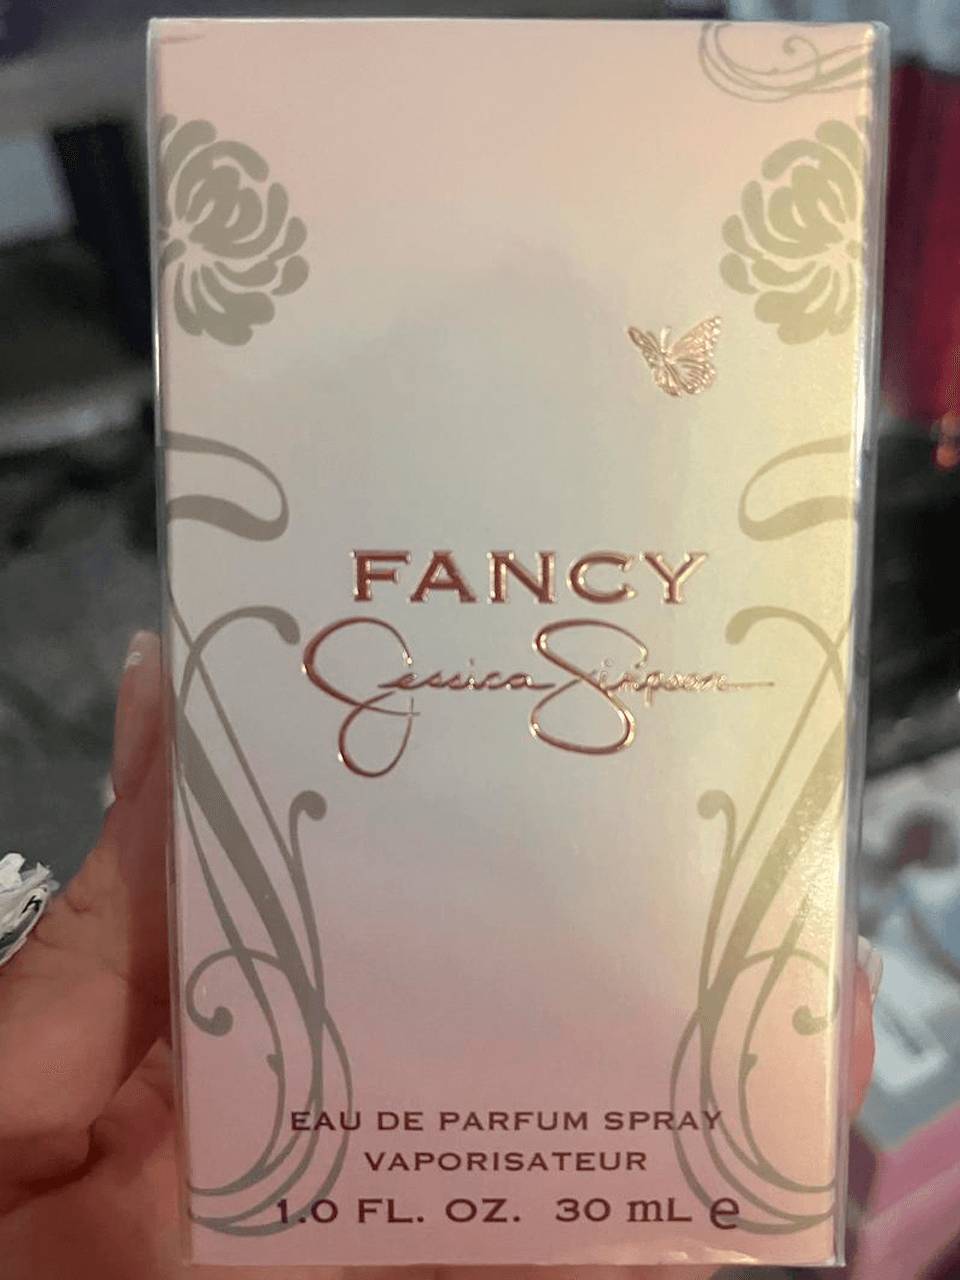 FANCY
Jessica Simpson
EAU DE PARFUM SPRAY
VAPORISATEUR
1.0 FL. OZ. 30 mL e